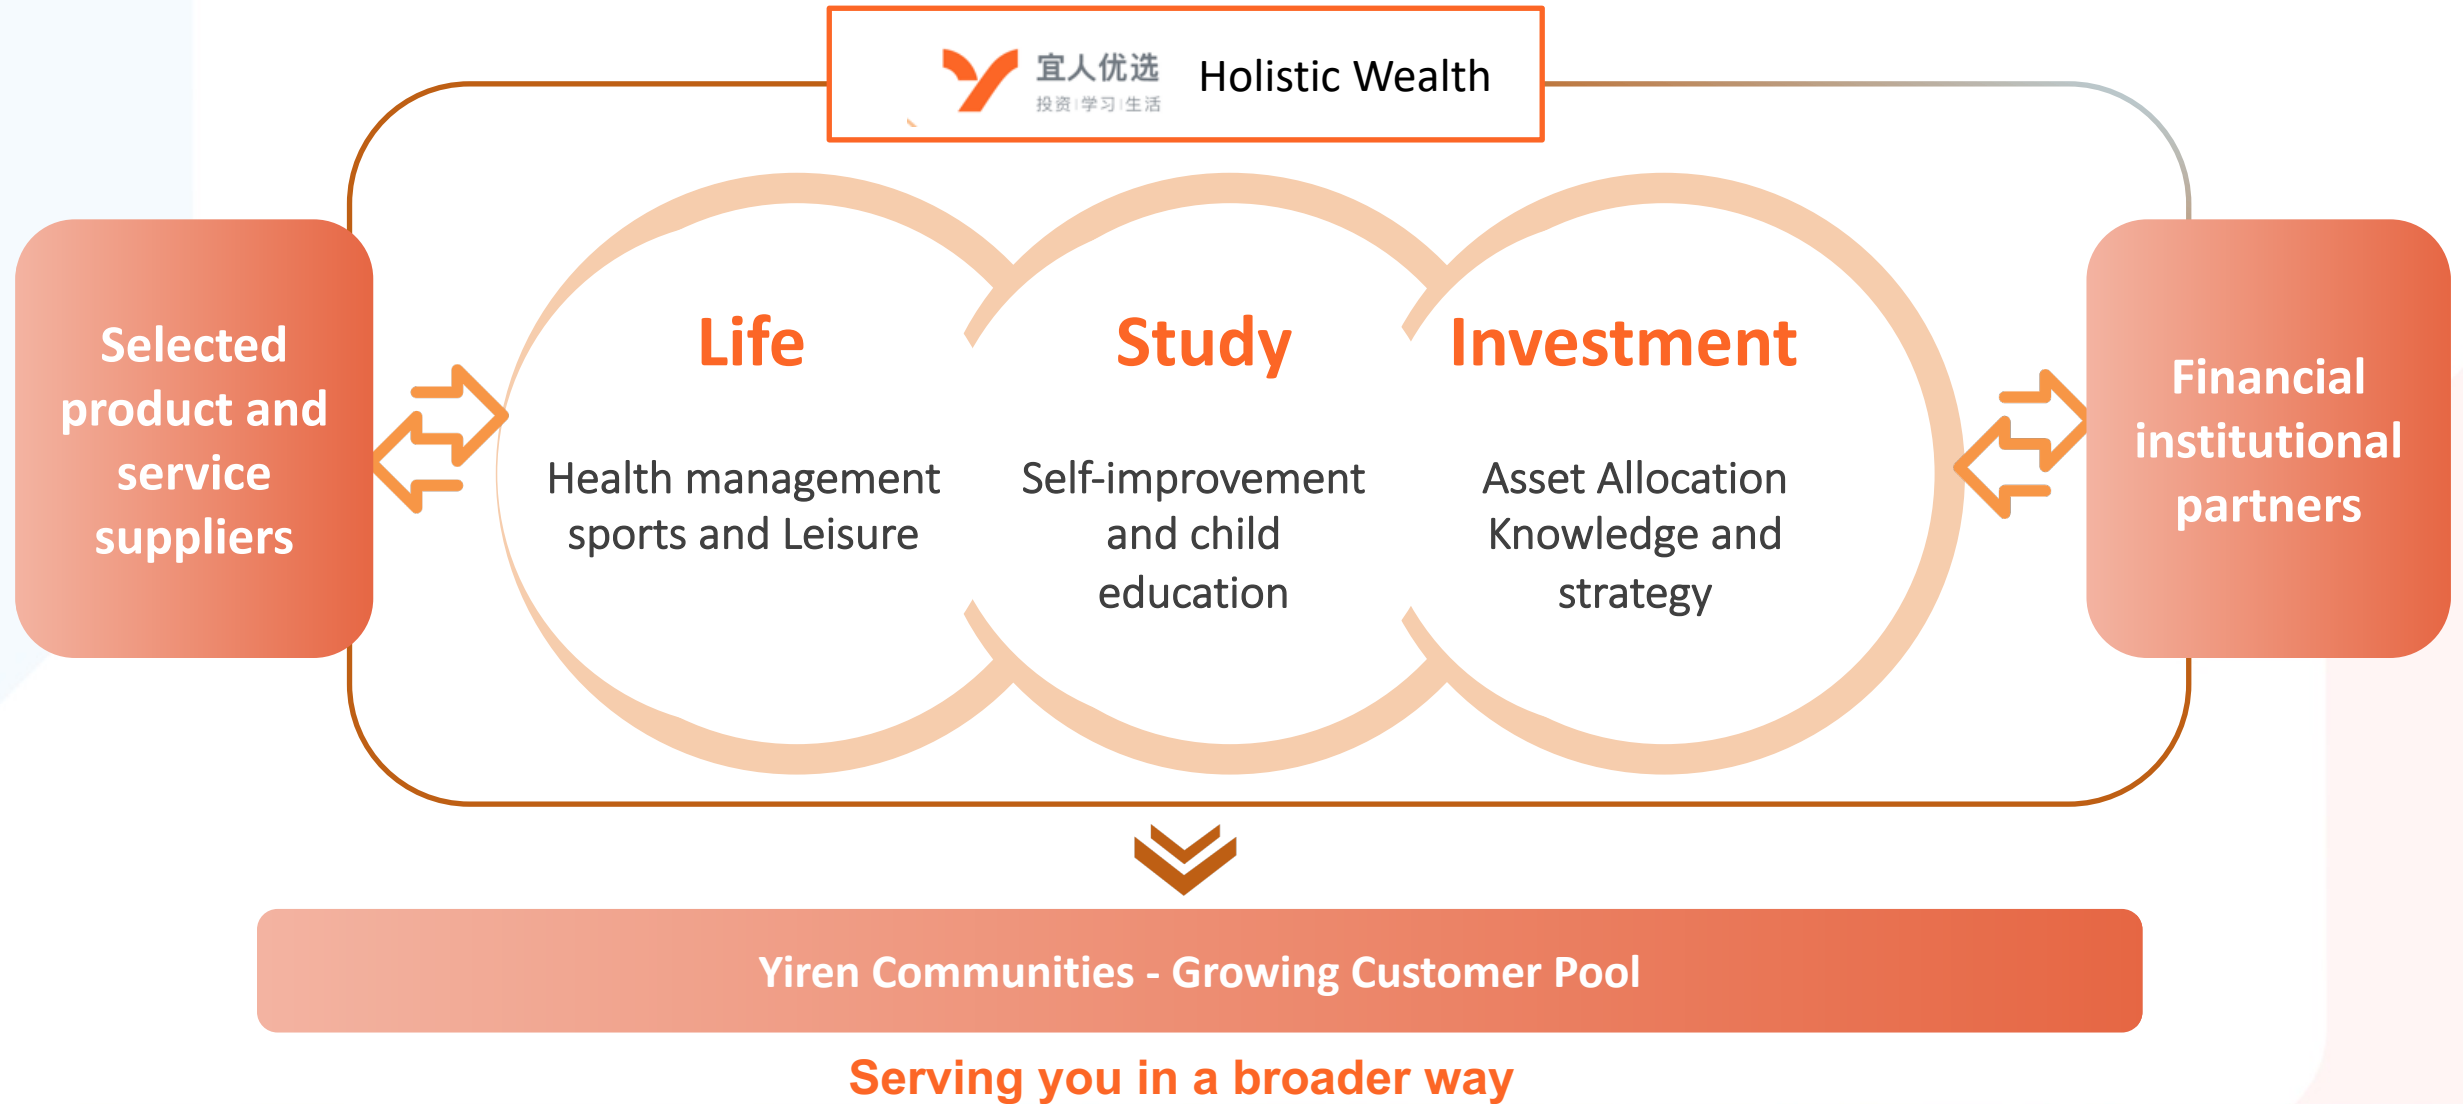 宜人优选
投资|学习|生活
Holistic Wealth
Selected
product and
service
suppliers
Life
Health management
sports and Leisure
Study
Self-improvement
and child
education
Investment
Asset Allocation
Knowledge and
strategy
Financial
institutional
partners
Yiren Communities - Growing Customer Pool
Serving you in a broader way